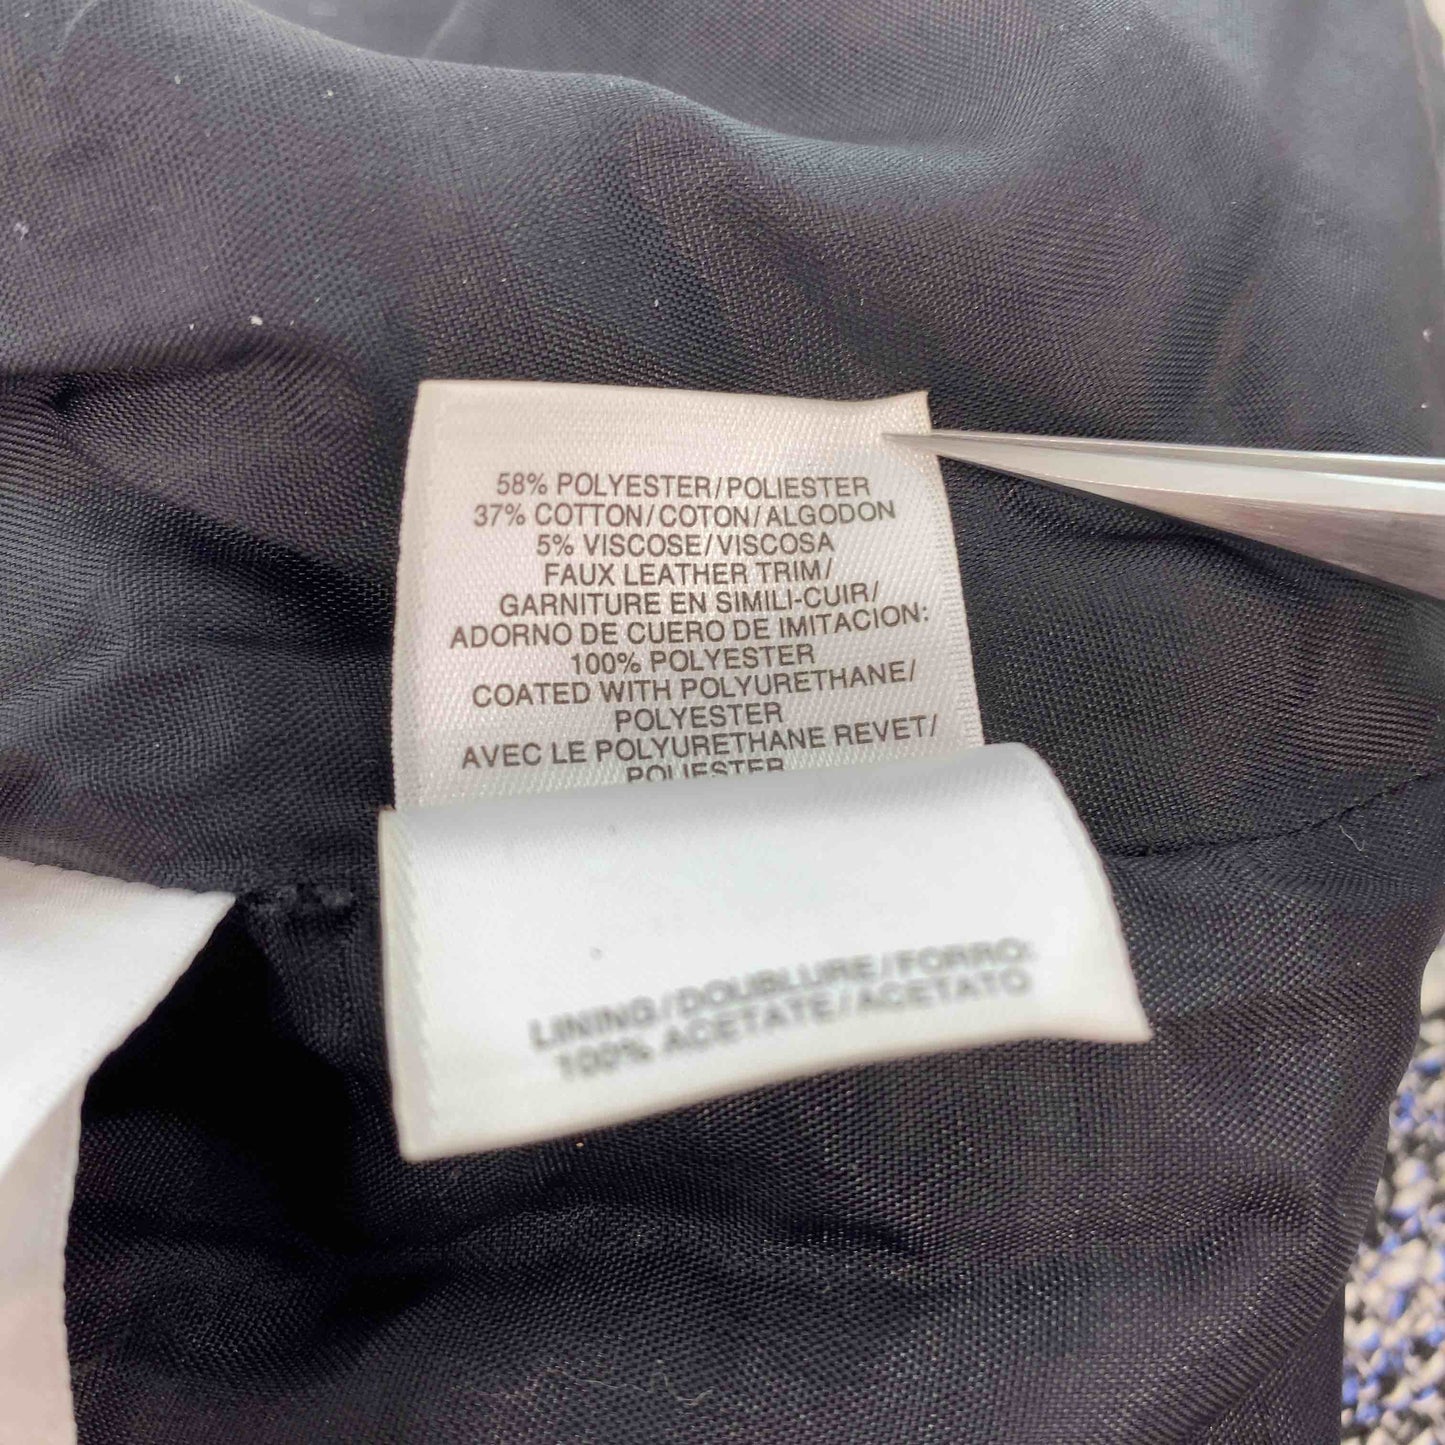 58% POLYESTER/POLIESTER
37% COTTON/COTON/ALGODON
5% VISCOSE/VISCOSA
FAUX LEATHER TRIM/
GARNITURE EN SIMILI-CUIR/
ADORNO DE CUERO DE IMITACION:
100% POLYESTER
COATED WITH POLYURETHANE/
POLYESTER
AVEC LE POLYURETHANE REVET/
POLIESTER
LINING/DOUBLURE/FORRO:
100% ACETATE/ACETATO